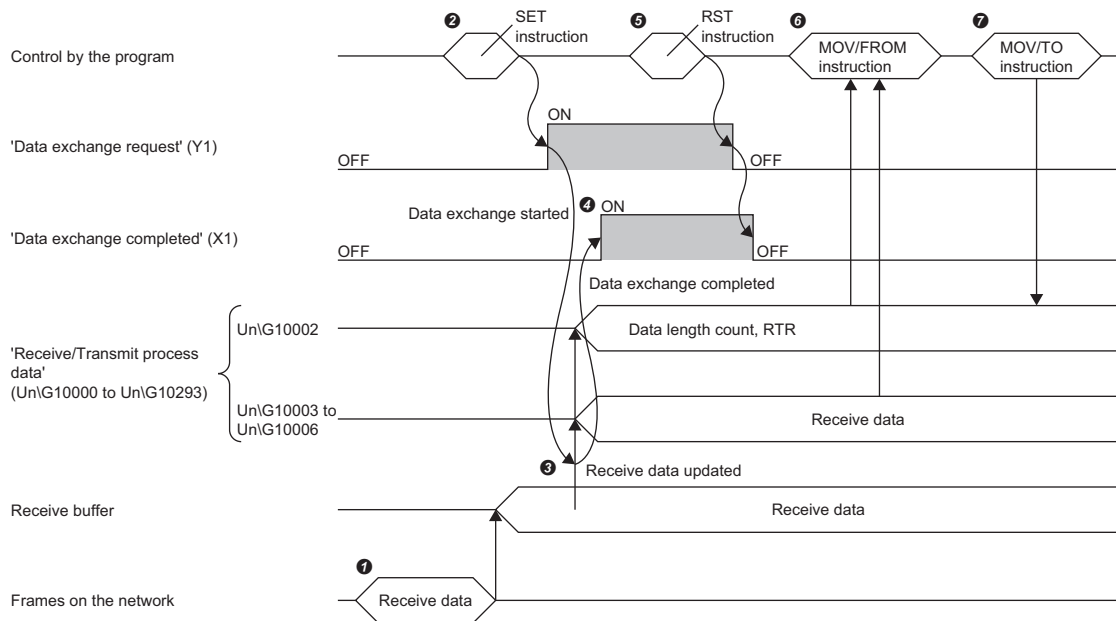 ❷ SET
instruction
❺ RST
instruction
❻
❼
Control by the program
MOV/FROM
instruction
MOV/TO
instruction
ON
'Data exchange request' (Y1)
OFF
OFF
Data exchange started
❹ ON
'Data exchange completed' (X1)
OFF
OFF
Data exchange completed
Un\G10002
Data length count, RTR
'Receive/Transmit process
data'
(Un\G10000 to Un\G10293)
Un\G10003 to
Un\G10006
Receive data
❸ Receive data updated
Receive buffer
Receive data
❶
Frames on the network
Receive data